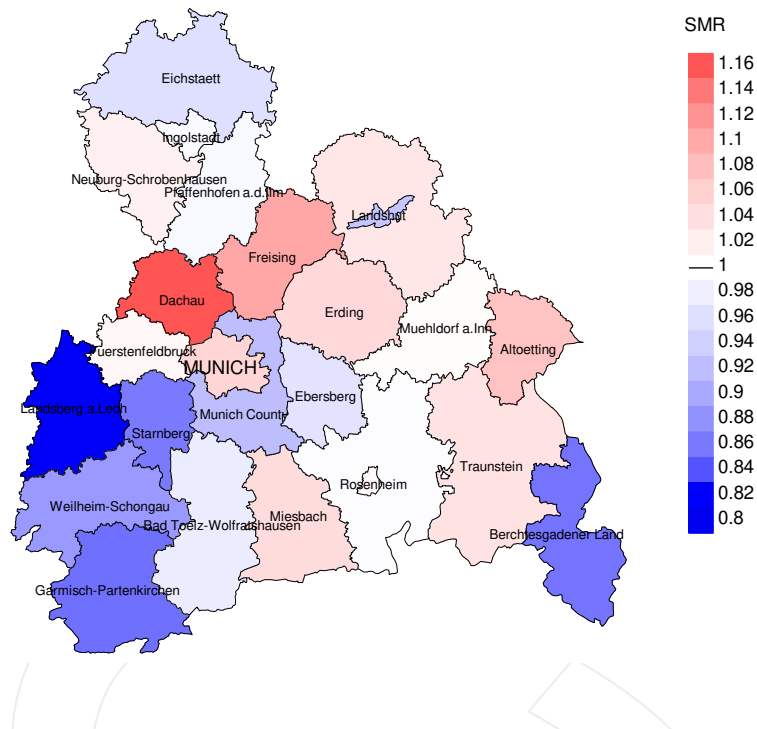 SMR
1.16
1.14
1.12
1.1
1.08
1.06
1.04
1.02
1
0.98
0.96
0.94
0.92
0.9
0.88
0.86
0.84
0.82
0.8
Eichstaett
Ingolstadt
Neuburg-Schrobenhausen
Pfaffenhofen a.d.Ilm
Landshut
Freising
Dachau
Erding
Muehldorf a.Inn
Altoetting
Fuerstenfeldbruck
MUNICH
Ebersberg
Landsberg a.Lech
Munich County
Starnberg
Traunstein
Rosenheim
Weilheim-Schongau
Miesbach
Bad Toelz-Wolfratshausen
Berchtesgadener Land
Garmisch-Partenkirchen